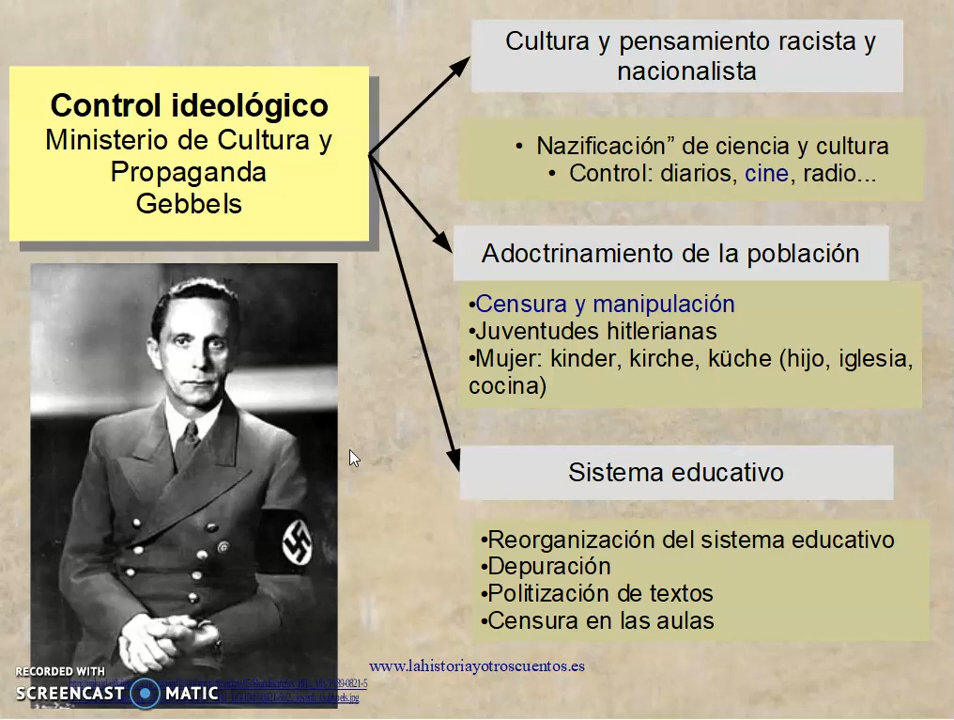 Control ideológico
Ministerio de Cultura y
Propaganda
Gebbels
Cultura y pensamiento racista y
nacionalista
• Nazificación” de ciencia y cultura
• Control: diarios, cine, radio...
Adoctrinamiento de la población
•Censura y manipulación
•Juventudes hitlerianas
•Mujer: kinder, kirche, küche (hijo, iglesia,
cocina)
Sistema educativo
•Reorganización del sistema educativo
•Depuración
•Politización de textos
•Censura en las aulas
www.lahistoriayotroscuentos.es
RECORDED WITH
SCREENCAST MATIC